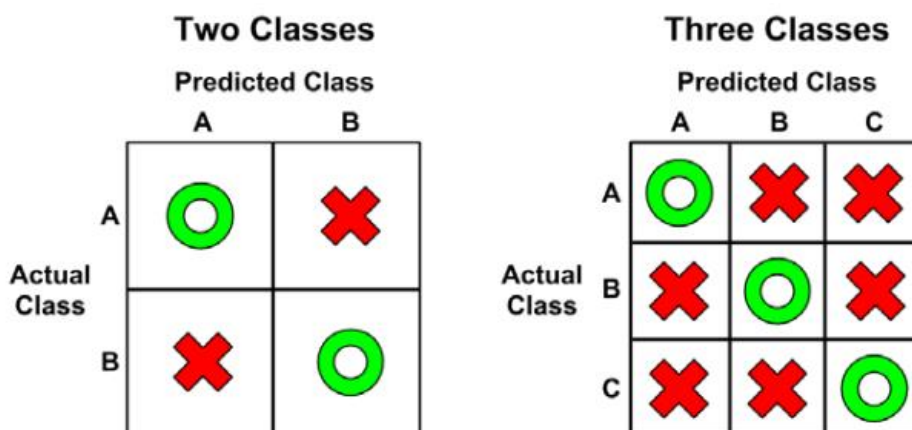 Two Classes
Predicted Class
A B
A
Actual
Class
B
Three Classes
Predicted Class
A B C
A
Actual
Class
B
C